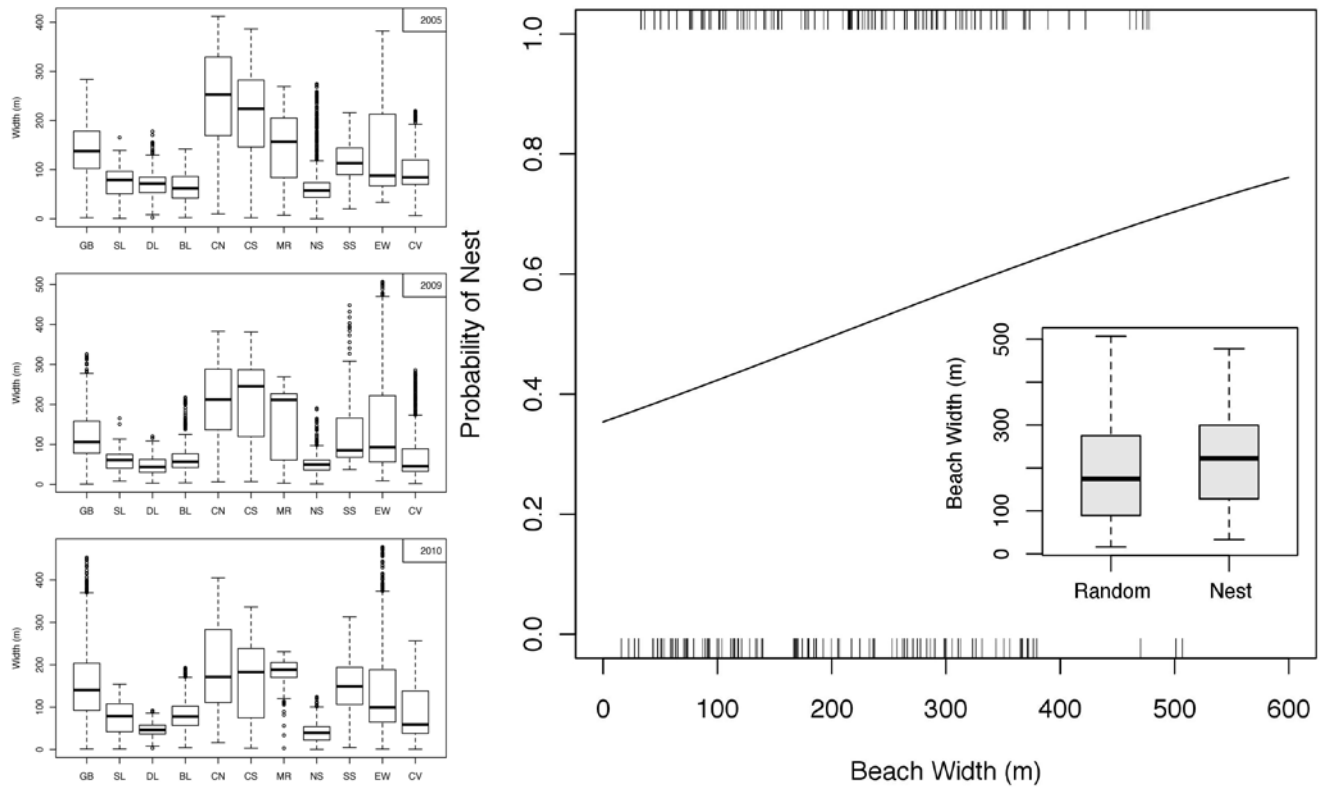 2005
400
300
200
100
0
Width (m)
GB SL DL BL CN CS MR NS SS EW CV
2009
500
400
300
200
100
0
Width (m)
GB SL DL BL CN CS MR NS SS EW CV
2010
400
300
200
100
0
Width (m)
GB SL DL BL CN CS MR NS SS EW CV
Probability of Nest
1.0
0.8
0.6
0.4
0.2
0.0
0 100 200 300 400 500 600
Beach Width (m)
Beach Width (m)
500
300
100
0
Random Nest